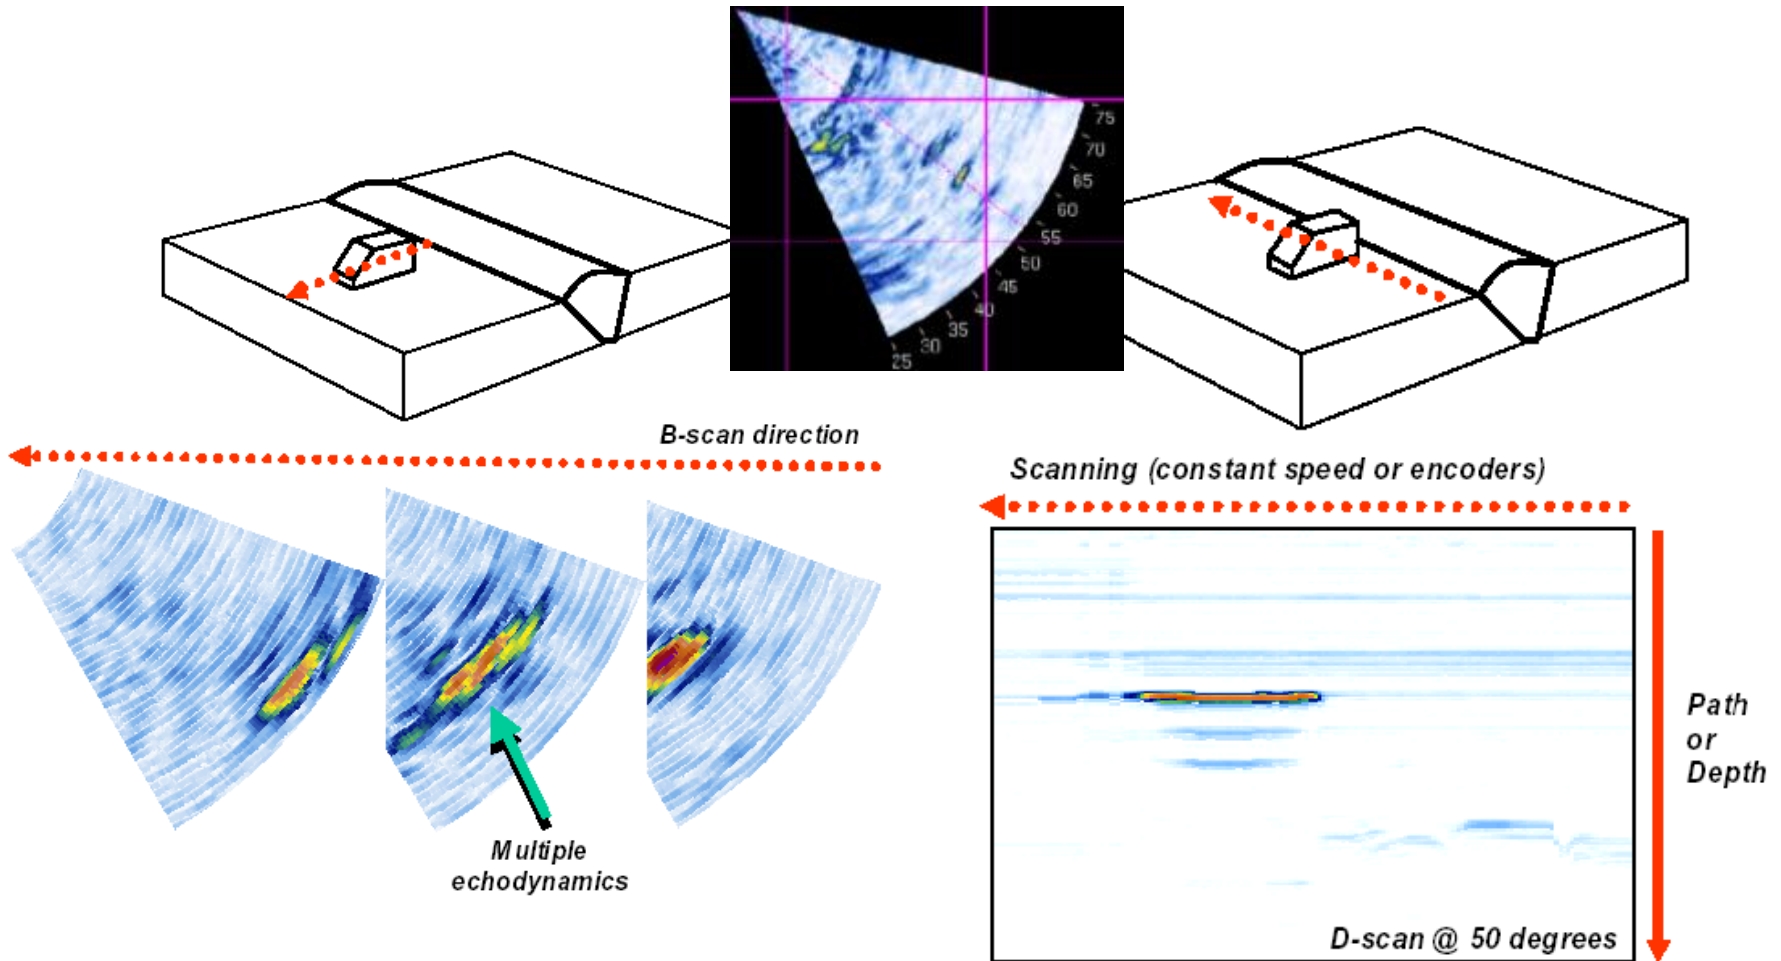 75
70
65
60
55
50
45
40
35
30
25
B-scan direction
Scanning (constant speed or encoders)
Multiple
echodynamics
Path
or
Depth
D-scan @ 50 degrees